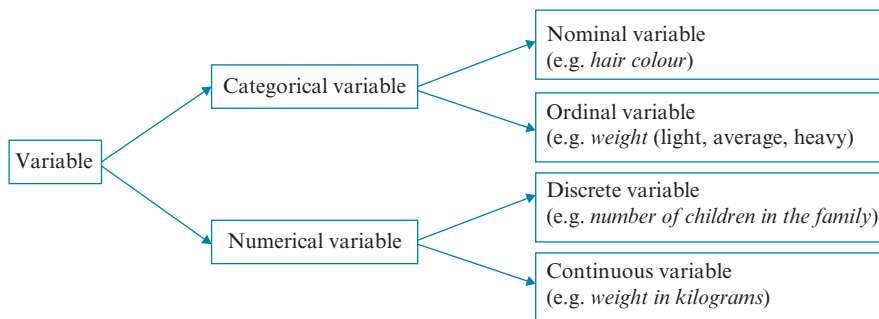 Nominal variable
(e.g. hair colour)
Categorical variable
Ordinal variable
(e.g. weight (light, average, heavy)
Variable
Discrete variable
(e.g. number of children in the family)
Numerical variable
Continuous variable
(e.g. weight in kilograms)